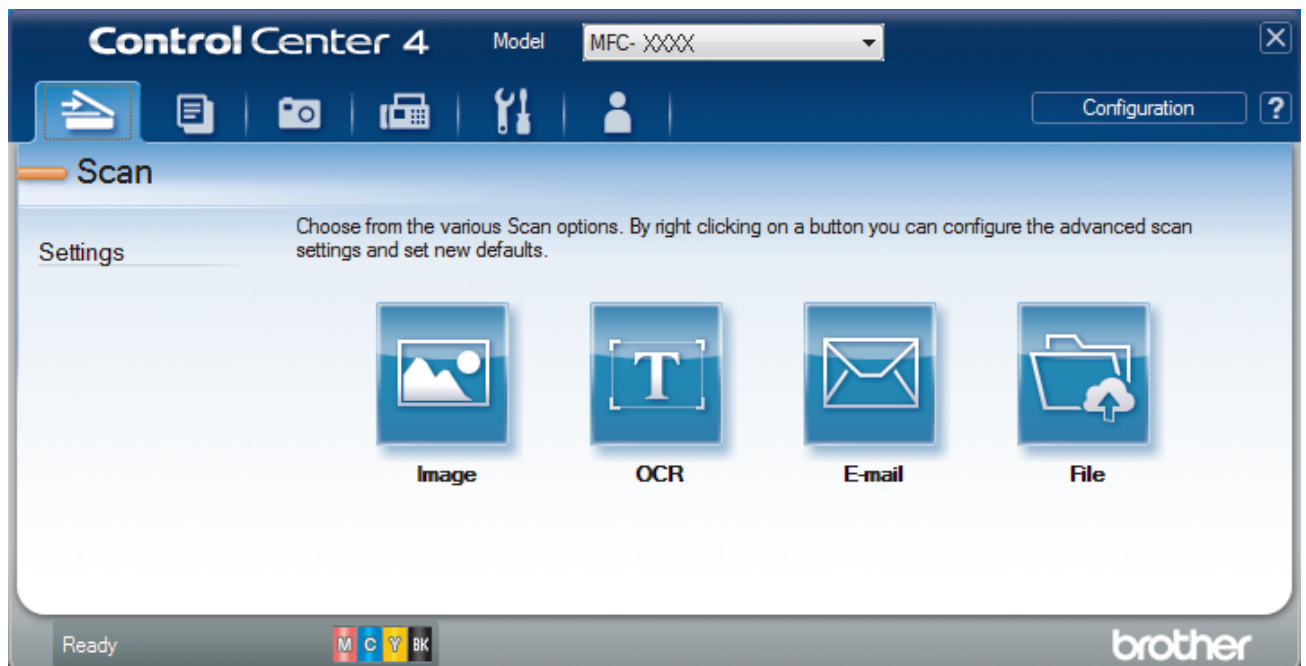 ControlCenter 4 Model MFC- XXXX
Configuration ?
Scan
Settings
Choose from the various Scan options. By right clicking on a button you can configure the advanced scan
settings and set new defaults.
T
Image OCR E-mail File
Ready M C Y BK brother